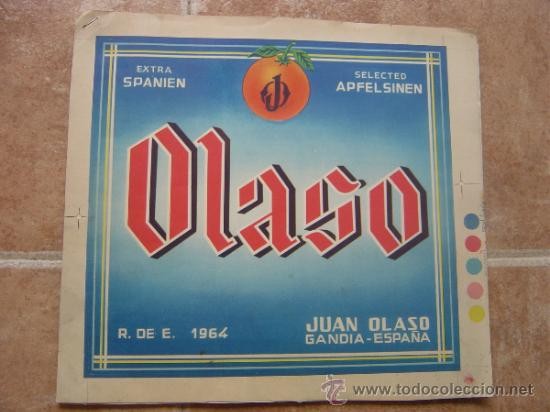 EXTRA
SPANIEN
SELECTED
APFELSINEN
JO
Olaso
R. DE E. 1964
JUAN OLASO
GANDIA-ESPAÑA
© www.todocoleccion.net